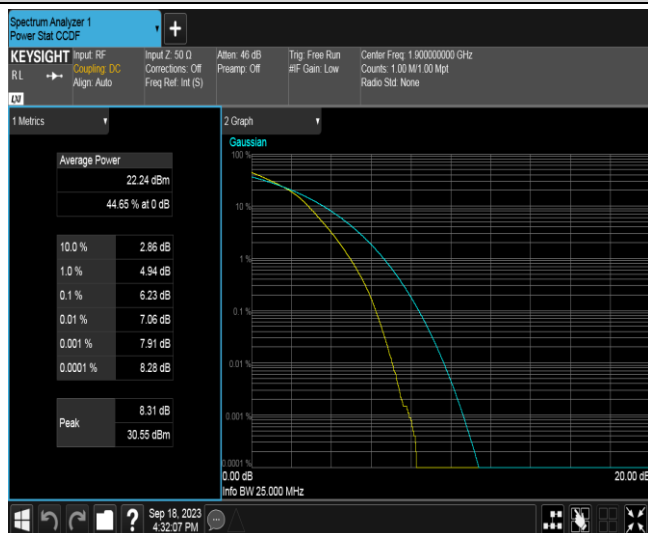 Spectrum Analyzer 1
Power Stat CCDF
KEYSIGHT
RL
LXI
Input: RF
Coupling: DC
Align: Auto
Input Z: 50 Ω
Corrections: Off
Freq Ref: Int (S)
Atten: 46 dB
Preamp: Off
Trig: Free Run
#IF Gain: Low
Center Freq: 1.900000000 GHz
Counts: 1.00 M/1.00 Mpt
Radio Std: None
1 Metrics
Average Power
22.24 dBm
44.65 % at 0 dB
10.0 % 2.86 dB
1.0 % 4.94 dB
0.1 % 6.23 dB
0.01 % 7.06 dB
0.001 % 7.91 dB
0.0001 % 8.28 dB
Peak
8.31 dB
30.55 dBm
2 Graph
Gaussian
100 %
10 %
1 %
0.1 %
0.01 %
0.001 %
0.0001 %
0.00 dB
20.00 dB
Info BW 25.000 MHz
?
Sep 18, 2023
4:32:07 PM